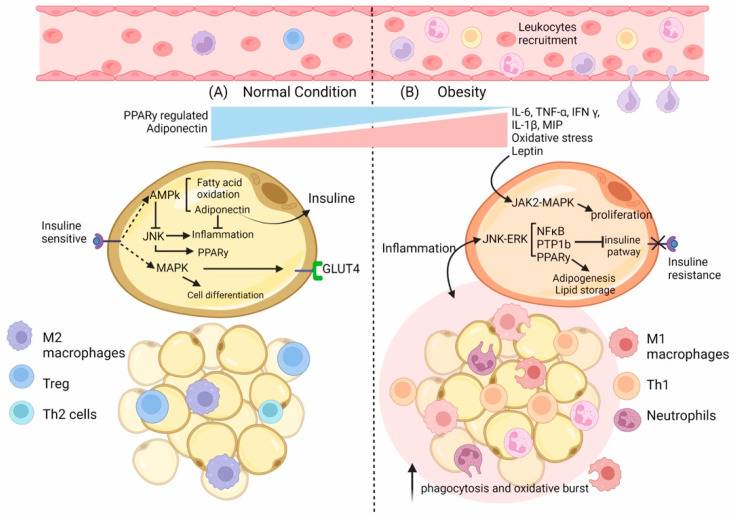 Leukocytes
recruitment
(A) Normal Condition
(B) Obesity
PPARγ regulated
Adiponectin
IL-6, TNF-α, IFN γ,
IL-1β, MIP
Oxidative stress
Leptin
Insuline
sensitive
AMPk
Fatty acid
oxidation
Adiponectin
Insuline
JNK
Inflammation
PPARγ
MAPK
GLUT4
Cell differentiation
JAK2-MAPK
proliferation
Inflammation
JNK-ERK
NFκB
PTP1b
PPARγ
insuline
patway
Adipogenesis
Lipid storage
Insuline
resistance
M2
macrophages
Treg
Th2 cells
M1
macrophages
Th1
Neutrophils
phagocytosis and oxidative burst